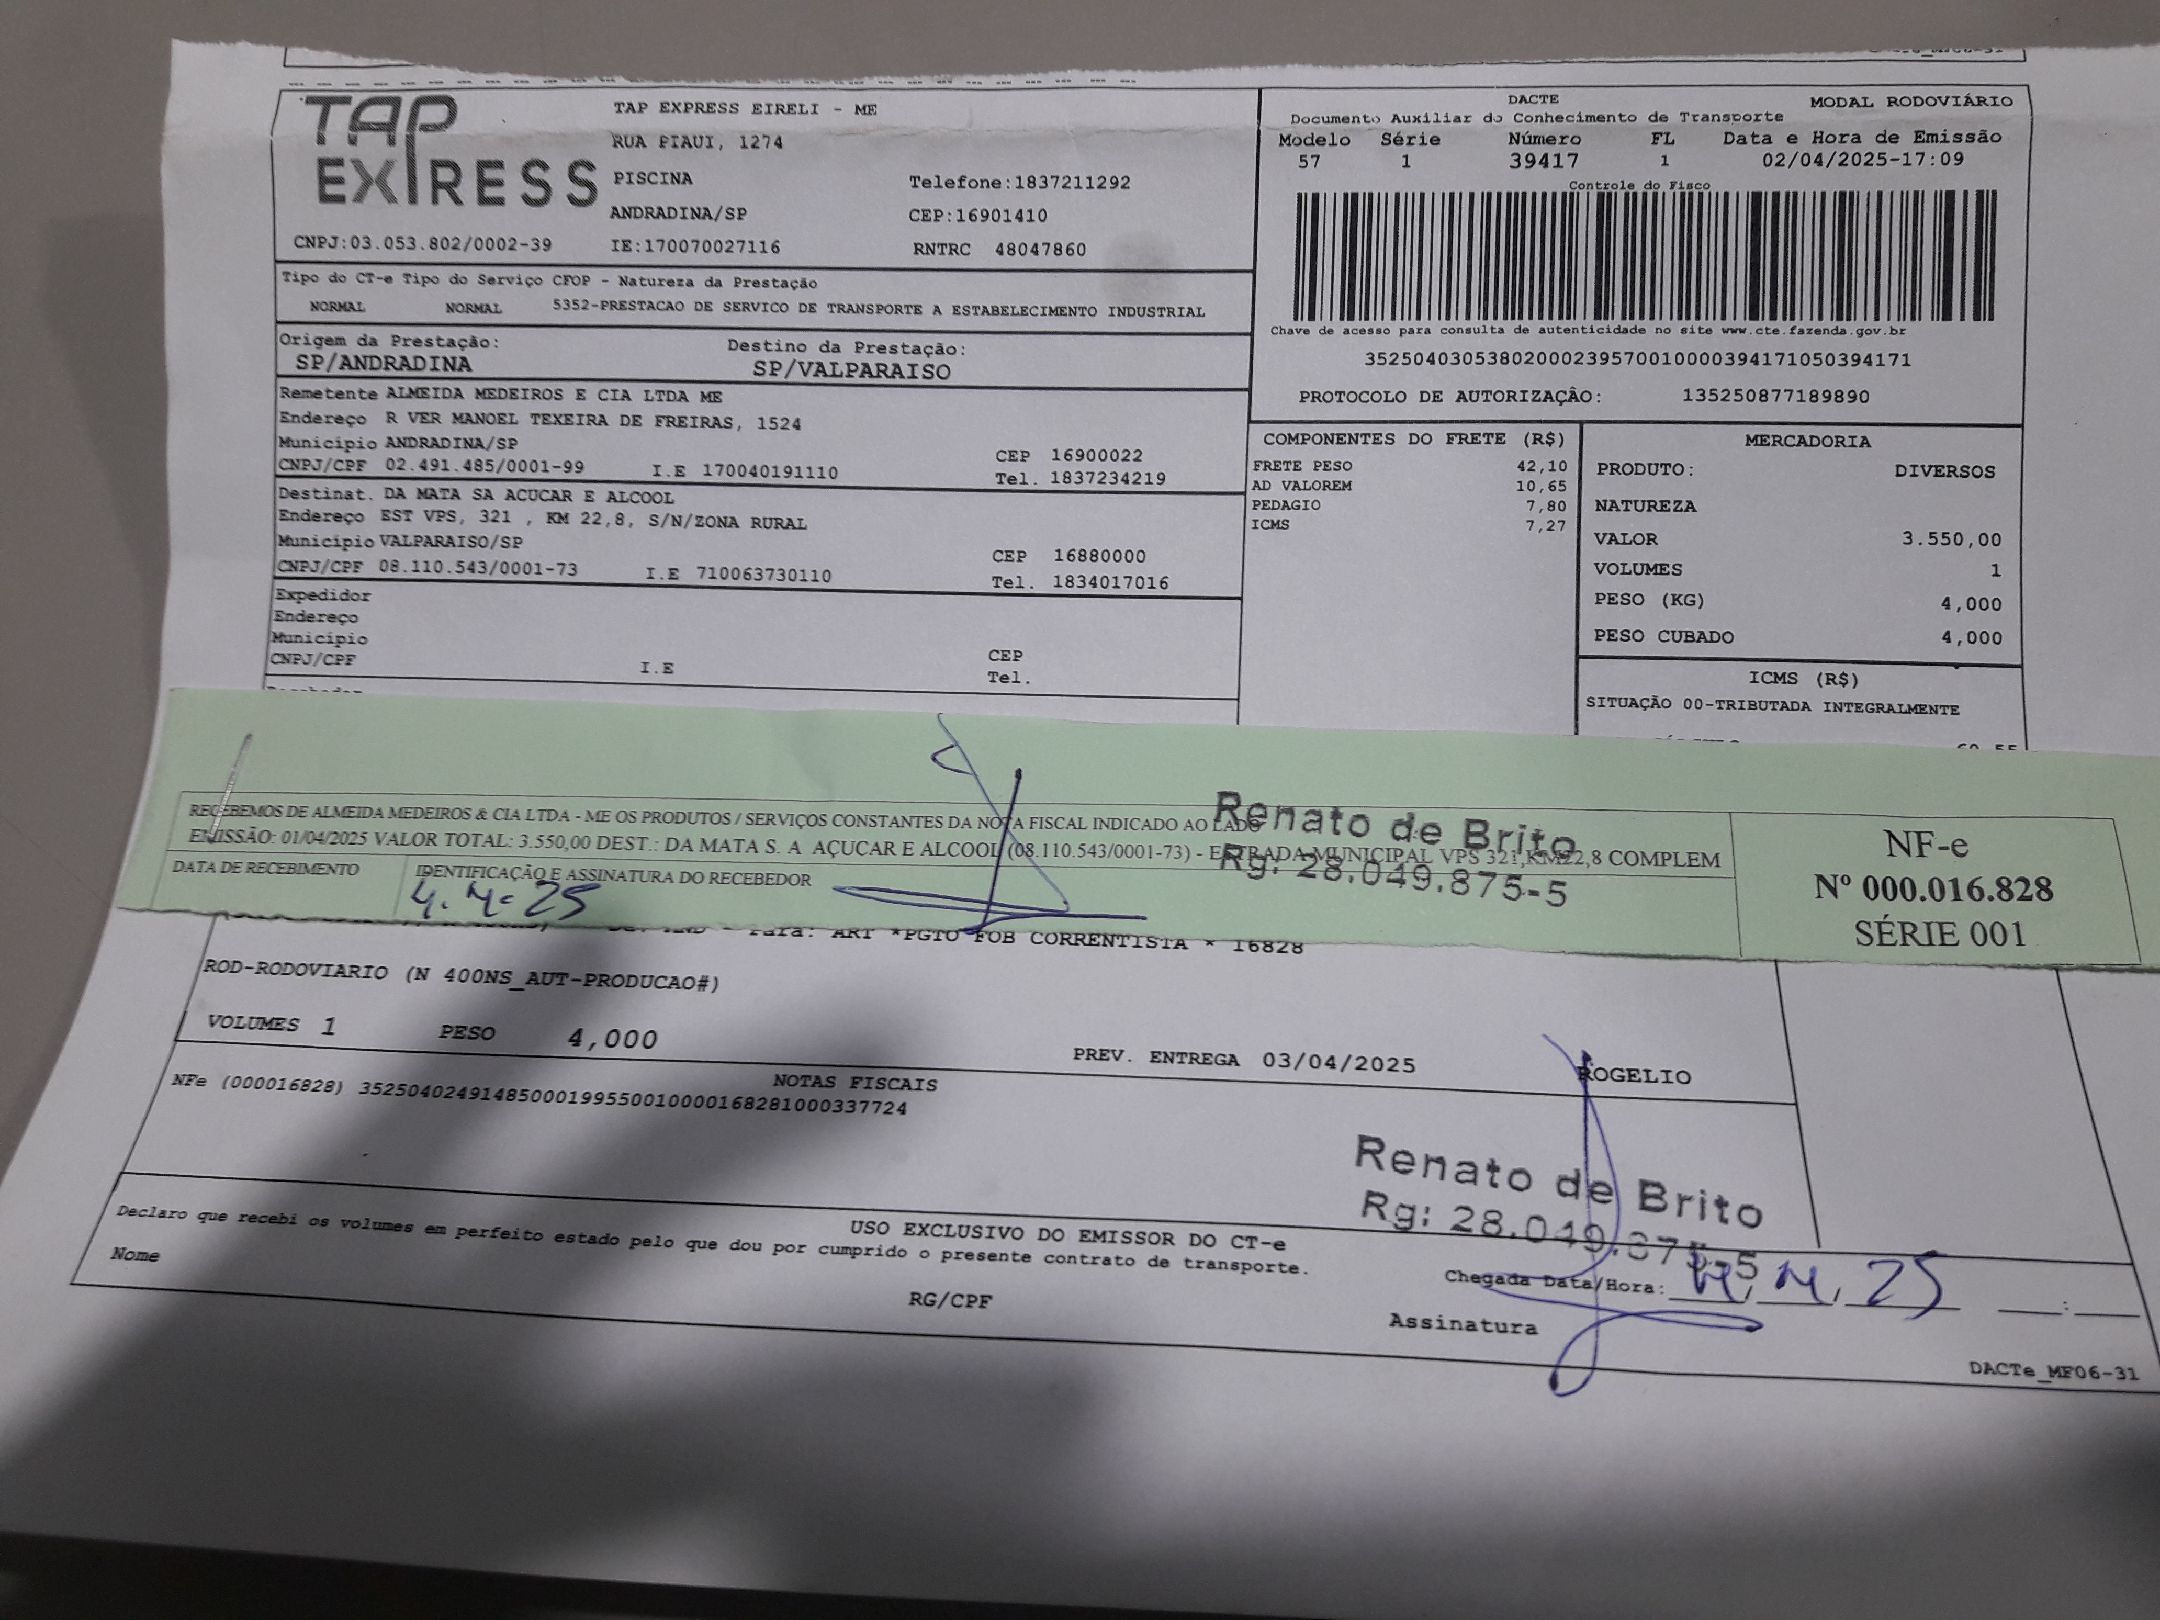 TAP EXPRESS
TAP EXPRESS EIRELI - ME
RUA PIAUI, 1274
PISCINA Telefone:1837211292
ANDRADINA/SP CEP:16901410
CNPJ:03.053.802/0002-39 IE:170070027116 RNTRC 48047860
DACTE MODAL RODOVIÁRIO
Documento Auxiliar do Conhecimento de Transporte
Modelo Série Número FL Data e Hora de Emissão
57 1 39417 1 02/04/2025-17:09
Controle do Fisco
Chave de acesso para consulta de autenticidade no site www.cte.fazenda.gov.br
35250403053802000239570010000394171050394171
PROTOCOLO DE AUTORIZAÇÃO: 135250877189890
Tipo do CT-e Tipo do Serviço CFOP - Natureza da Prestação
NORMAL NORMAL 5352-PRESTACAO DE SERVICO DE TRANSPORTE A ESTABELECIMENTO INDUSTRIAL
Origem da Prestação: Destino da Prestação:
SP/ANDRADINA SP/VALPARAISO
Remetente ALMEIDA MEDEIROS E CIA LTDA ME
Endereço R VER MANOEL TEXEIRA DE FREIRAS, 1524
Município ANDRADINA/SP CEP 16900022
CNPJ/CPF 02.491.485/0001-99 I.E 170040191110 Tel. 1837234219
Destinat. DA MATA SA ACUCAR E ALCOOL
Endereço EST VPS, 321 , KM 22,8, S/N/ZONA RURAL
Município VALPARAISO/SP CEP 16880000
CNPJ/CPF 08.110.543/0001-73 I.E 710063730110 Tel. 1834017016
Expedidor
Endereço
Município CEP
CNPJ/CPF I.E Tel.
COMPONENTES DO FRETE (R$)
FRETE PESO 42,10
AD VALOREM 10,65
PEDAGIO 7,80
ICMS 7,27
MERCADORIA
PRODUTO: DIVERSOS
NATUREZA
VALOR 3.550,00
VOLUMES 1
PESO (KG) 4,000
PESO CUBADO 4,000
ICMS (R$)
SITUAÇÃO 00-TRIBUTADA INTEGRALMENTE
RECEBEMOS DE ALMEIDA MEDEIROS & CIA LTDA - ME OS PRODUTOS / SERVIÇOS CONSTANTES DA NOTA FISCAL INDICADO AO LADO
EMISSÃO: 01/04/2025 VALOR TOTAL: 3.550,00 DEST.: DA MATA S. A AÇUCAR E ALCOOL (08.110.543/0001-73) - ESTRADA MUNICIPAL VPS 321,KM 22,8 COMPLEM
DATA DE RECEBIMENTO IDENTIFICAÇÃO E ASSINATURA DO RECEBEDOR
Renato de Brito
Rg: 28.049.875-5
NF-e
Nº 000.016.828
SÉRIE 001
Para: ART *PGTO FOB CORRENTISTA * 16828
ROD-RODOVIARIO (N 400NS_AUT-PRODUCAO#)
VOLUMES 1 PESO 4,000 PREV. ENTREGA 03/04/2025 ROGELIO
NOTAS FISCAIS
NFe (000016828) 35250402491485000199550010000168281000337724
Renato de Brito
Rg: 28.049.875-5
USO EXCLUSIVO DO EMISSOR DO CT-e
Declaro que recebi os volumes em perfeito estado pelo que dou por cumprido o presente contrato de transporte.
Nome RG/CPF
Chegada Data/Hora:
Assinatura
DACTe_MF06-31